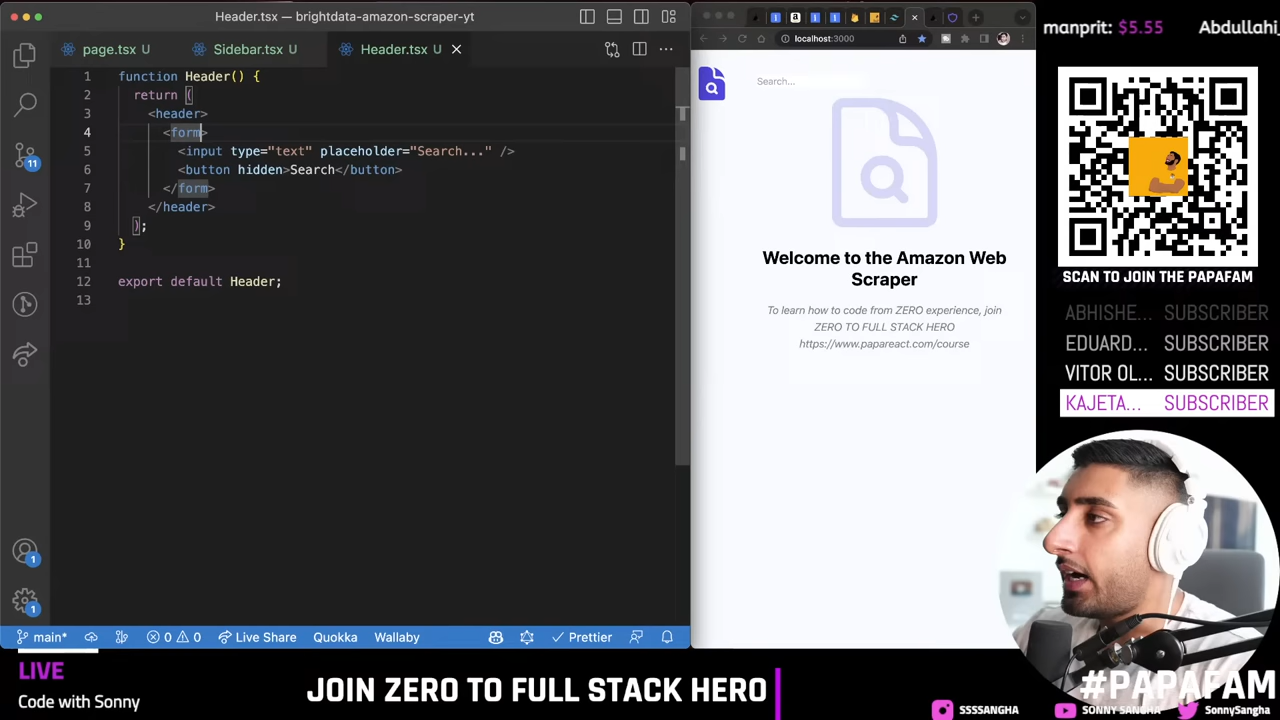 Header.tsx — brightdata-amazon-scraper-yt
page.tsx U
Sidebar.tsx U
Header.tsx U
1 function Header() {
2 return (
3 <header>
4 <form>
5 <input type="text" placeholder="Search..." />
6 <button hidden>Search</button>
7 </form>
8 </header>
9 );
10 }
11
12 export default Header;
13
11
1
1
main*
0 0
Live Share
Quokka
Wallaby
Prettier
localhost:3000
Search...
Welcome to the Amazon Web
Scraper
To learn how to code from ZERO experience, join
ZERO TO FULL STACK HERO
https://www.papareact.com/course
manprit: $5.55
Abdullahi_
SCAN TO JOIN THE PAPAFAM
ABHISHE... SUBSCRIBER
EDUARD... SUBSCRIBER
VITOR OL... SUBSCRIBER
KAJETA... SUBSCRIBER
LIVE
Code with Sonny
JOIN ZERO TO FULL STACK HERO
#PAPAFAM
SSSSANGHA
SONNY SANGHA
SonnySangha